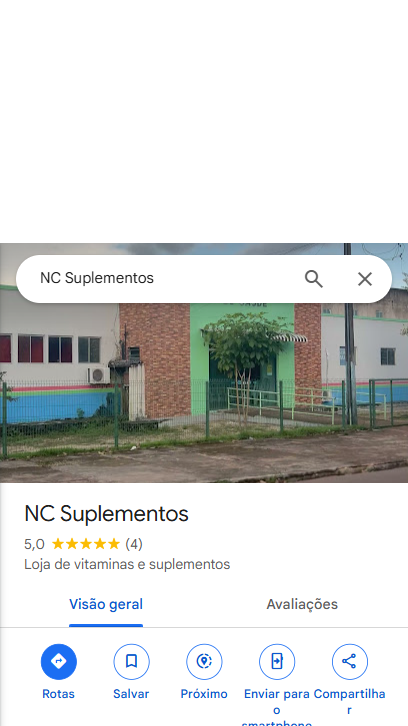 NC Suplementos
NC Suplementos
5,0 (4)
Loja de vitaminas e suplementos
Visão geral
Avaliações
Rotas
Salvar
Próximo
Enviar para o smartphone
Compartilhar